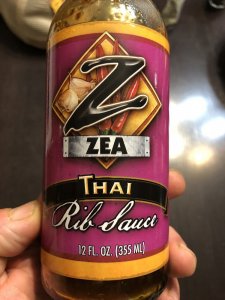 Z
ZEA
THAI
Rib Sauce
12 FL. OZ. (355 ML)